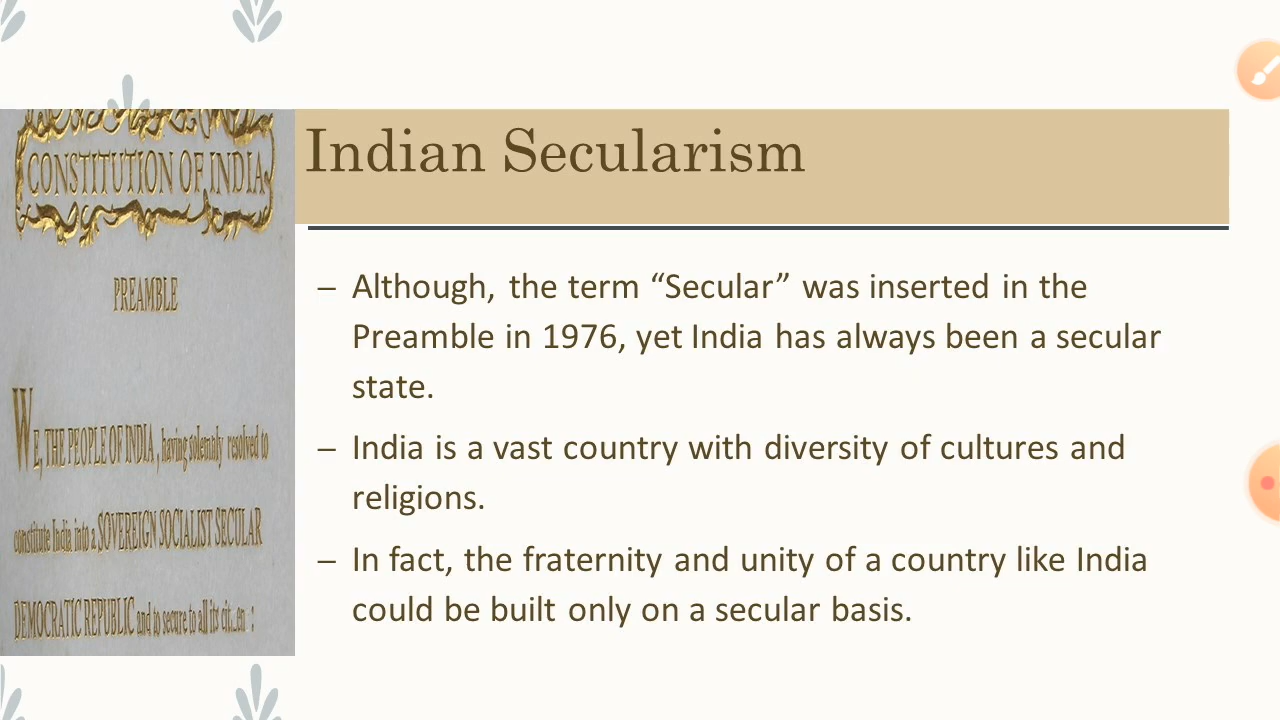 CONSTITUTION OF INDIA
PREAMBLE
WE, THE PEOPLE OF INDIA, having solemnly resolved to
constitute India into a SOVEREIGN SOCIALIST SECULAR
DEMOCRATIC REPUBLIC and to secure to all its
Indian Secularism
– Although, the term “Secular” was inserted in the
Preamble in 1976, yet India has always been a secular
state.
– India is a vast country with diversity of cultures and
religions.
– In fact, the fraternity and unity of a country like India
could be built only on a secular basis.